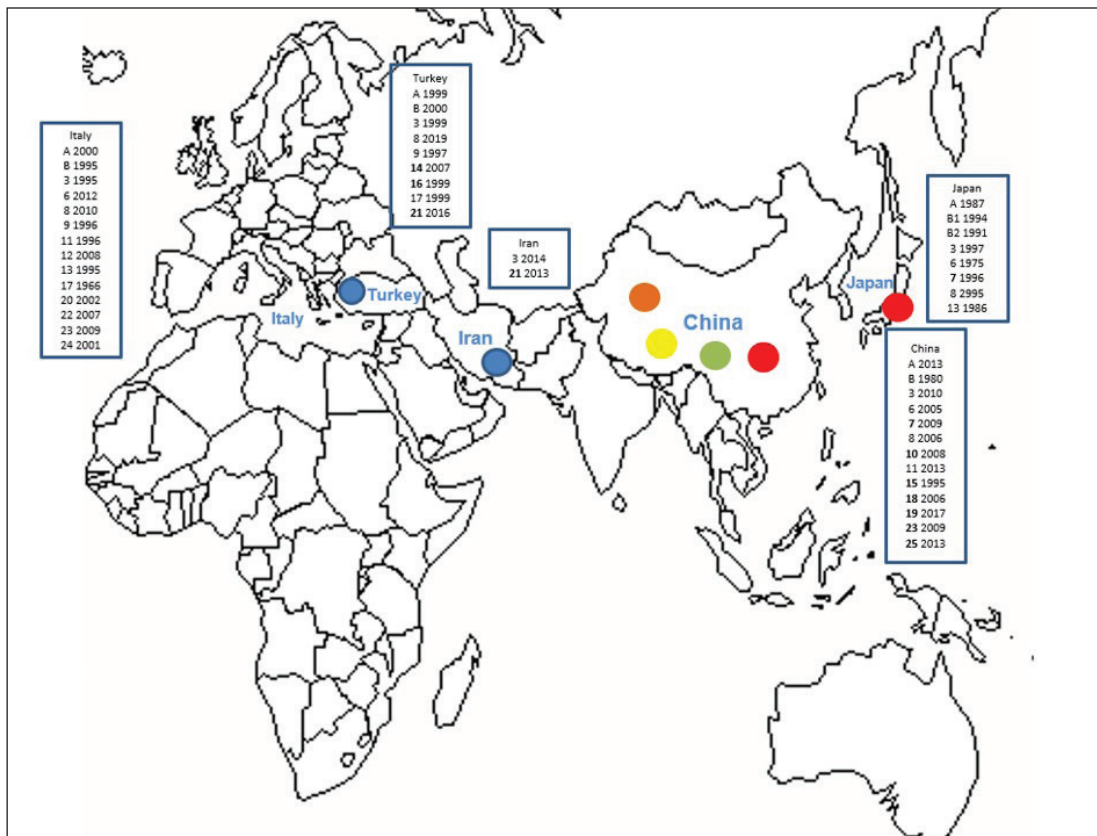 Turkey
A 1999
B 2000
3 1999
8 2019
9 1997
14 2007
16 1999
17 1999
21 2016
Italy
A 2000
B 1995
3 1995
6 2012
8 2010
9 1996
11 1996
12 2008
13 1995
17 1966
20 2002
22 2007
23 2009
24 2001
Iran
3 2014
21 2013
Japan
A 1987
B1 1994
B2 1991
3 1997
6 1975
7 1996
8 2995
13 1986
China
A 2013
B 1980
3 2010
6 2005
7 2009
8 2006
10 2008
11 2013
15 1995
18 2006
19 2017
23 2009
25 2013
Turkey
Italy
Iran
China
Japan